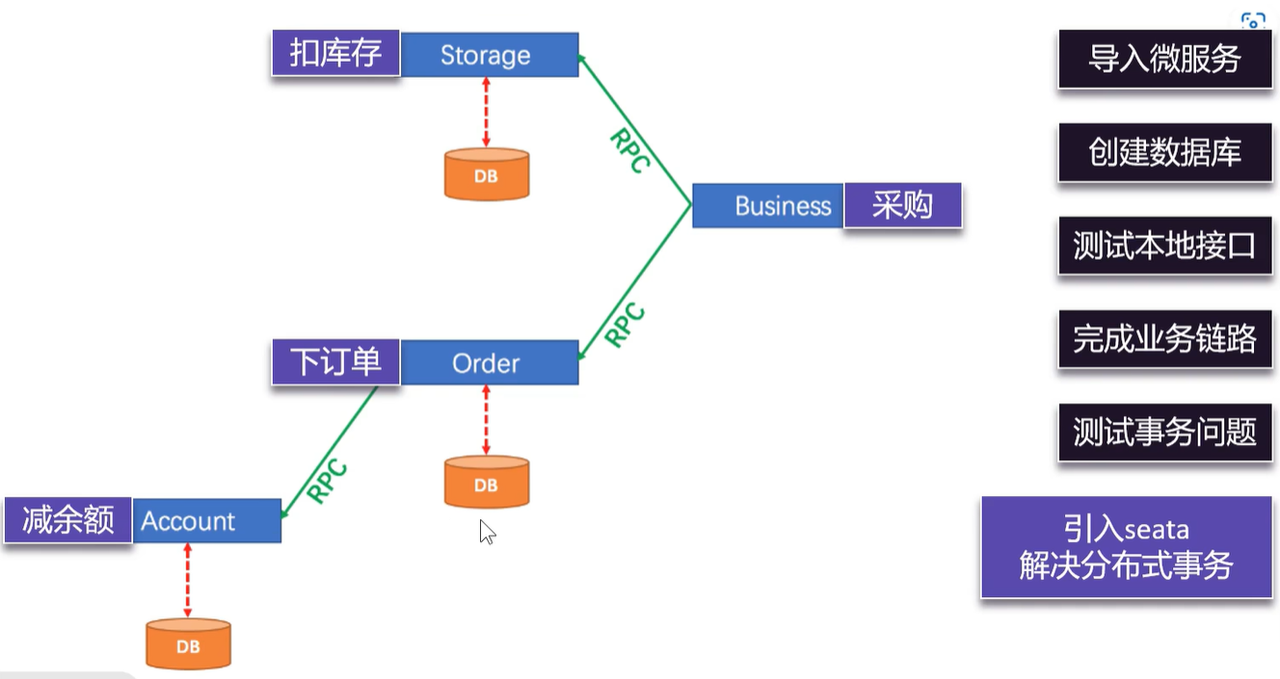 扣库存
Storage
DB
RPC
Business
采购
RPC
下订单
Order
DB
RPC
减余额
Account
DB
导入微服务
创建数据库
测试本地接口
完成业务链路
测试事务问题
引入seata
解决分布式事务